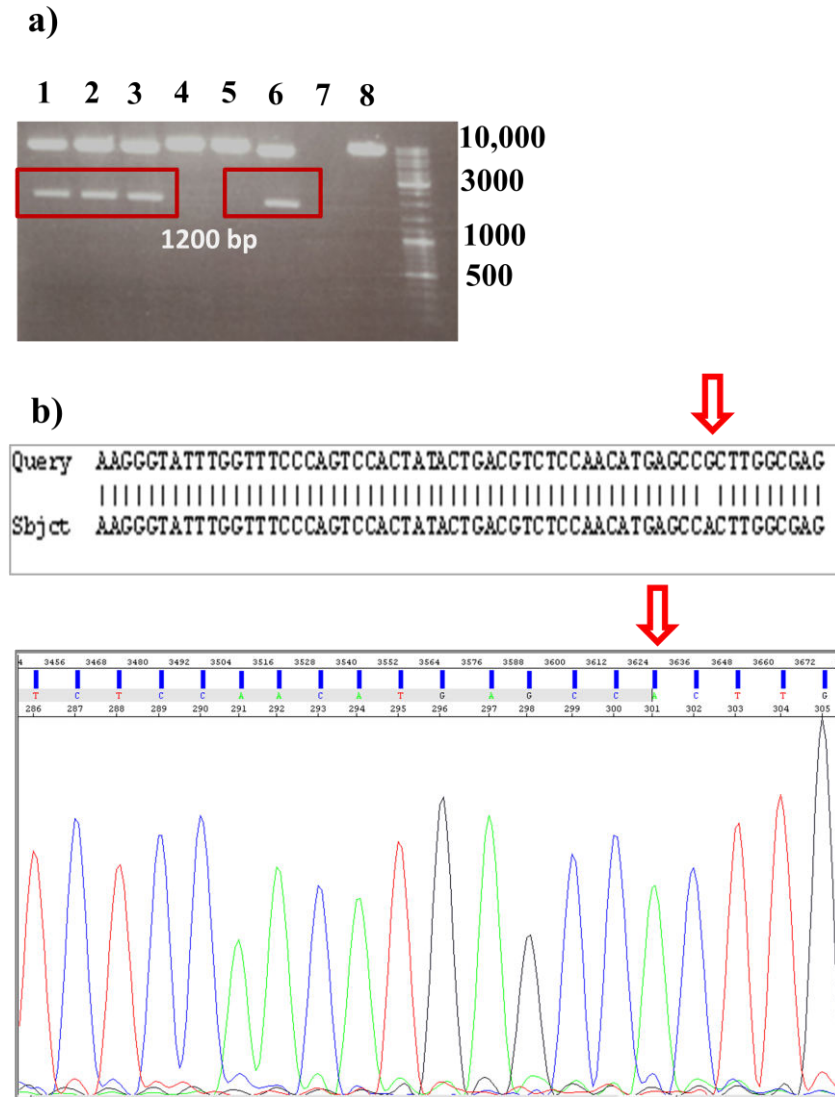 a)
1 2 3 4 5 6 7 8
10,000
3000
1200 bp
1000
500
b)
Query AAGGGTATTTGGTTTCCCAGTCCACTATACTGACGTCTCCAACATGAGCCGCTTGGCGAG
|||||||||||||||||||||||||||||||||||||||||||||||||| |||||||||
Sbjct AAGGGTATTTGGTTTCCCAGTCCACTATACTGACGTCTCCAACATGAGCCACTTGGCGAG
4 3456 3468 3480 3492 3504 3516 3528 3540 3552 3564 3576 3588 3600 3612 3624 3636 3648 3660 3672
T C T C C A A C A T G A G C C A C T T G
286 287 288 289 290 291 292 293 294 295 296 297 298 299 300 301 302 303 304 305